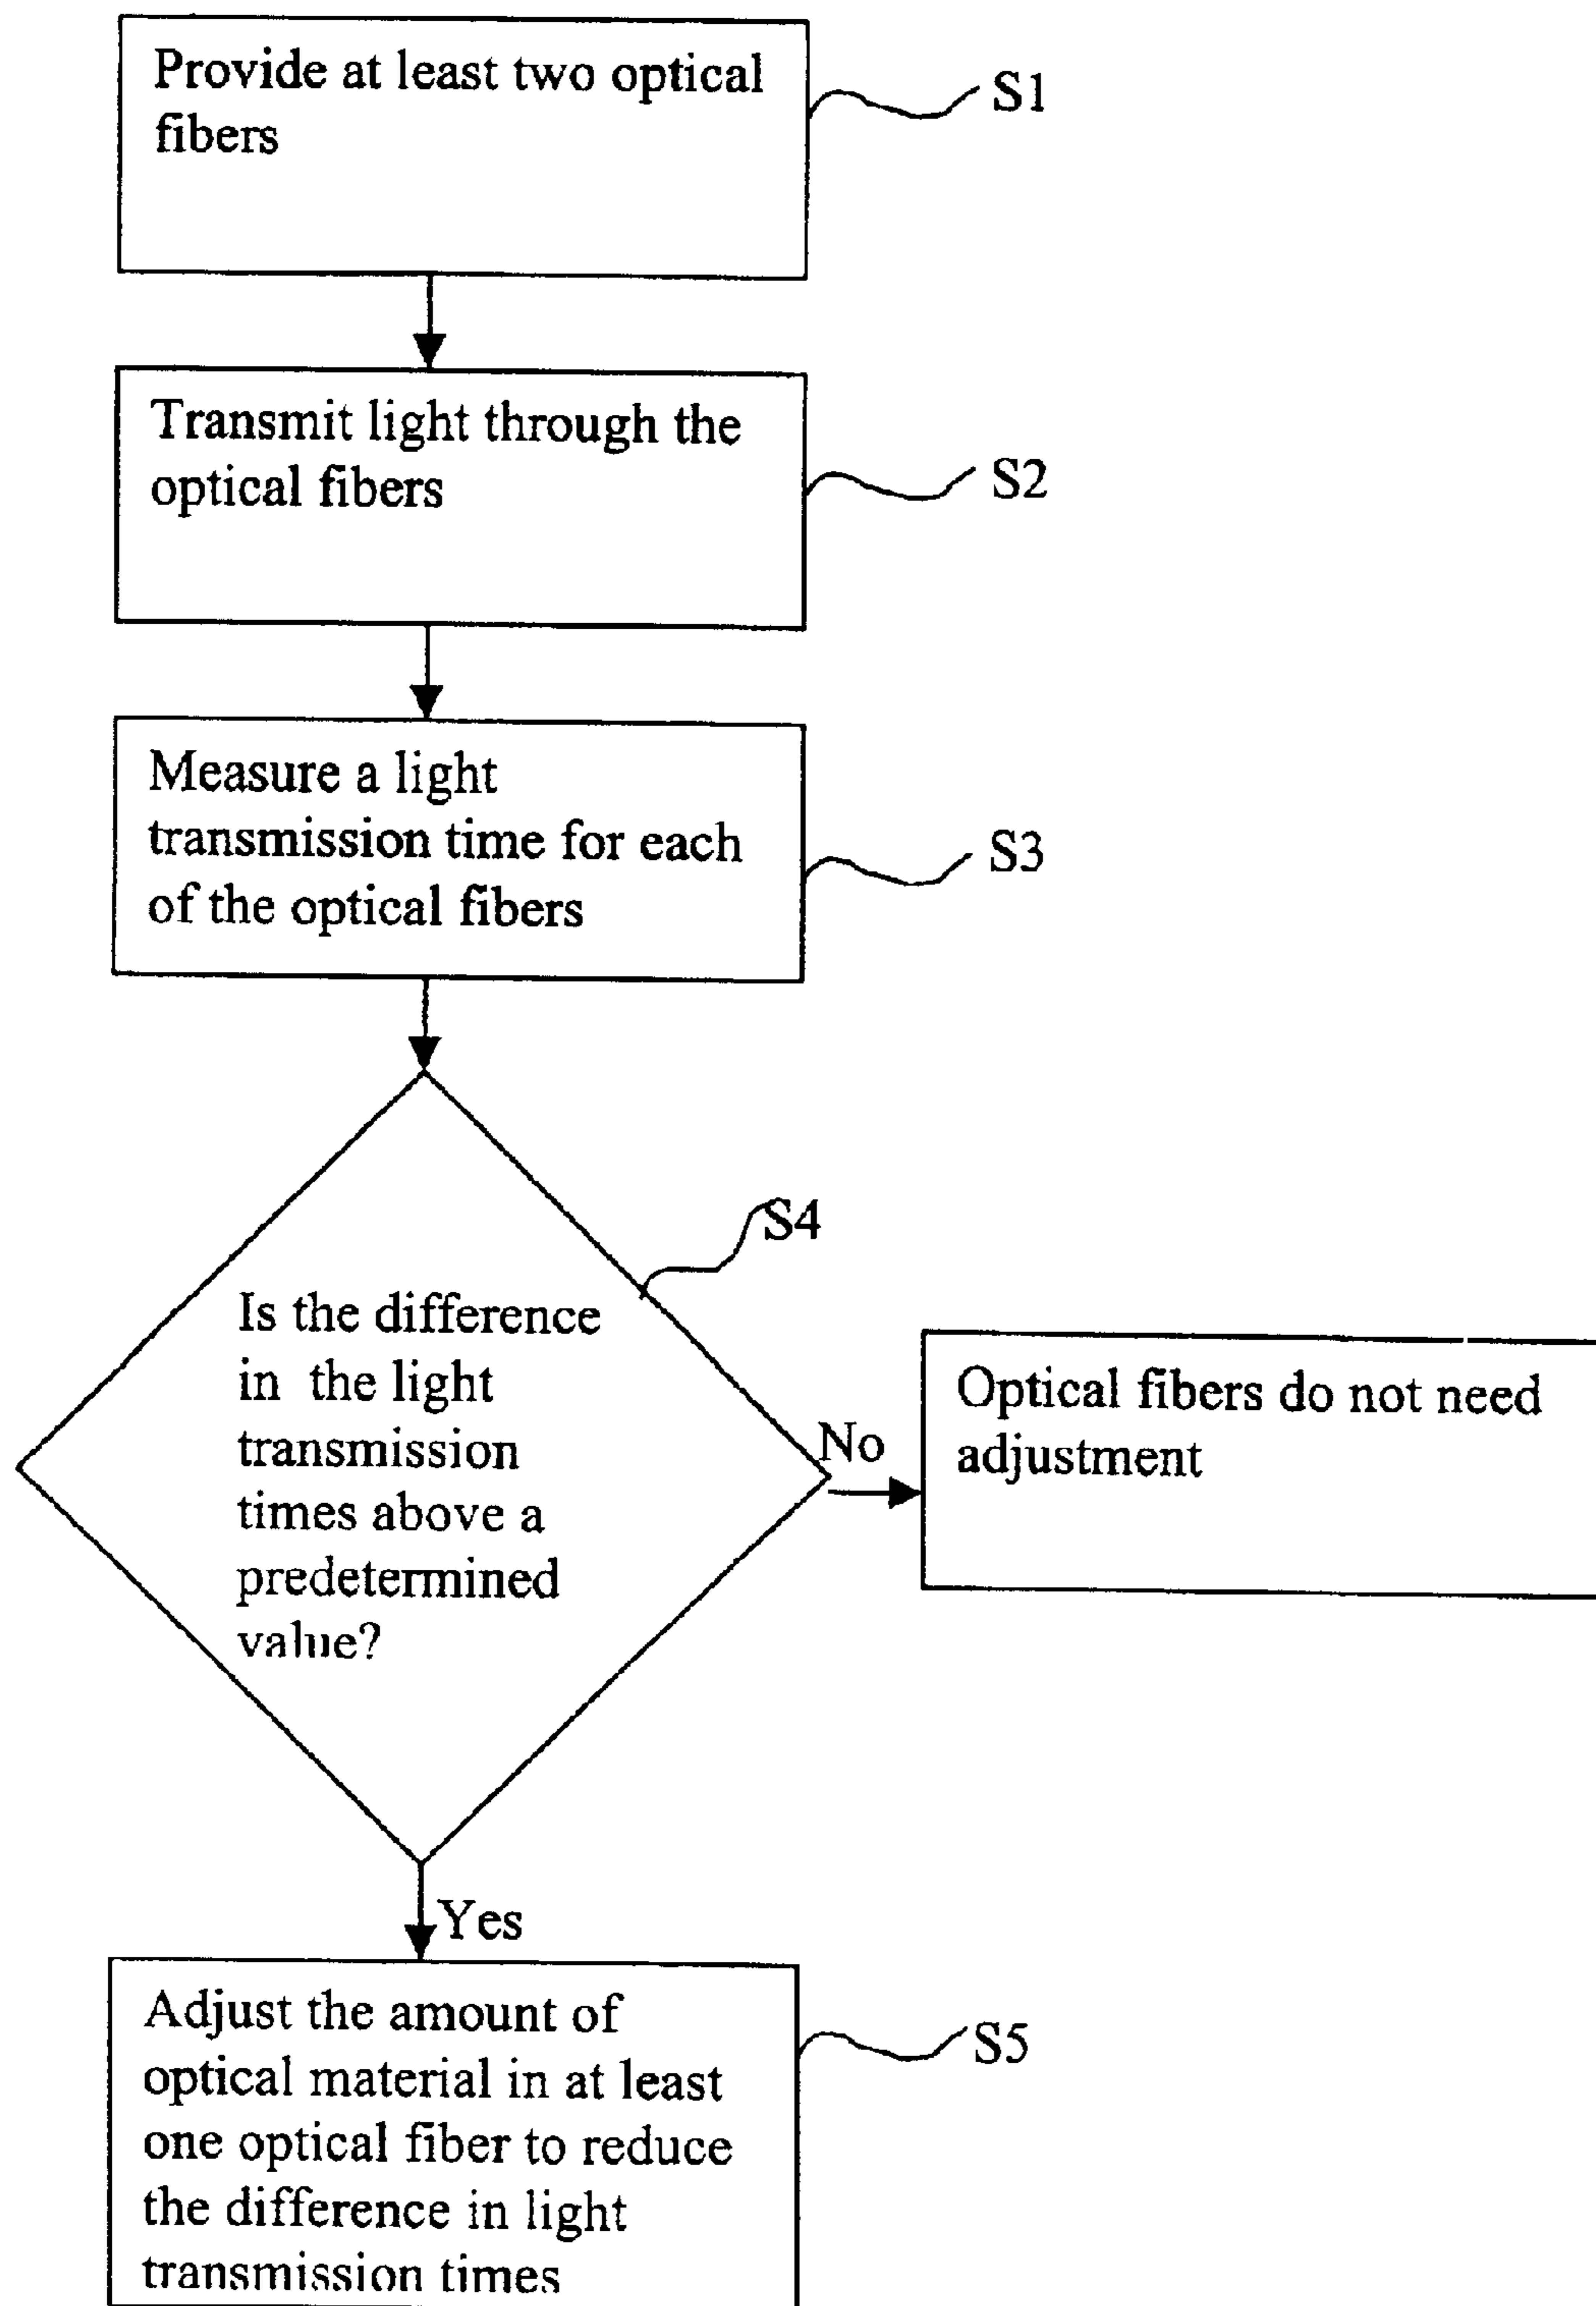 Provide at least two optical
fibers
S1
Transmit light through the
optical fibers
S2
Measure a light
transmission time for each
of the optical fibers
S3
S4
Is the difference
in the light
transmission
times above a
predetermined
value?
No
Optical fibers do not need
adjustment
Yes
Adjust the amount of
optical material in at least
one optical fiber to reduce
the difference in light
transmission times
S5